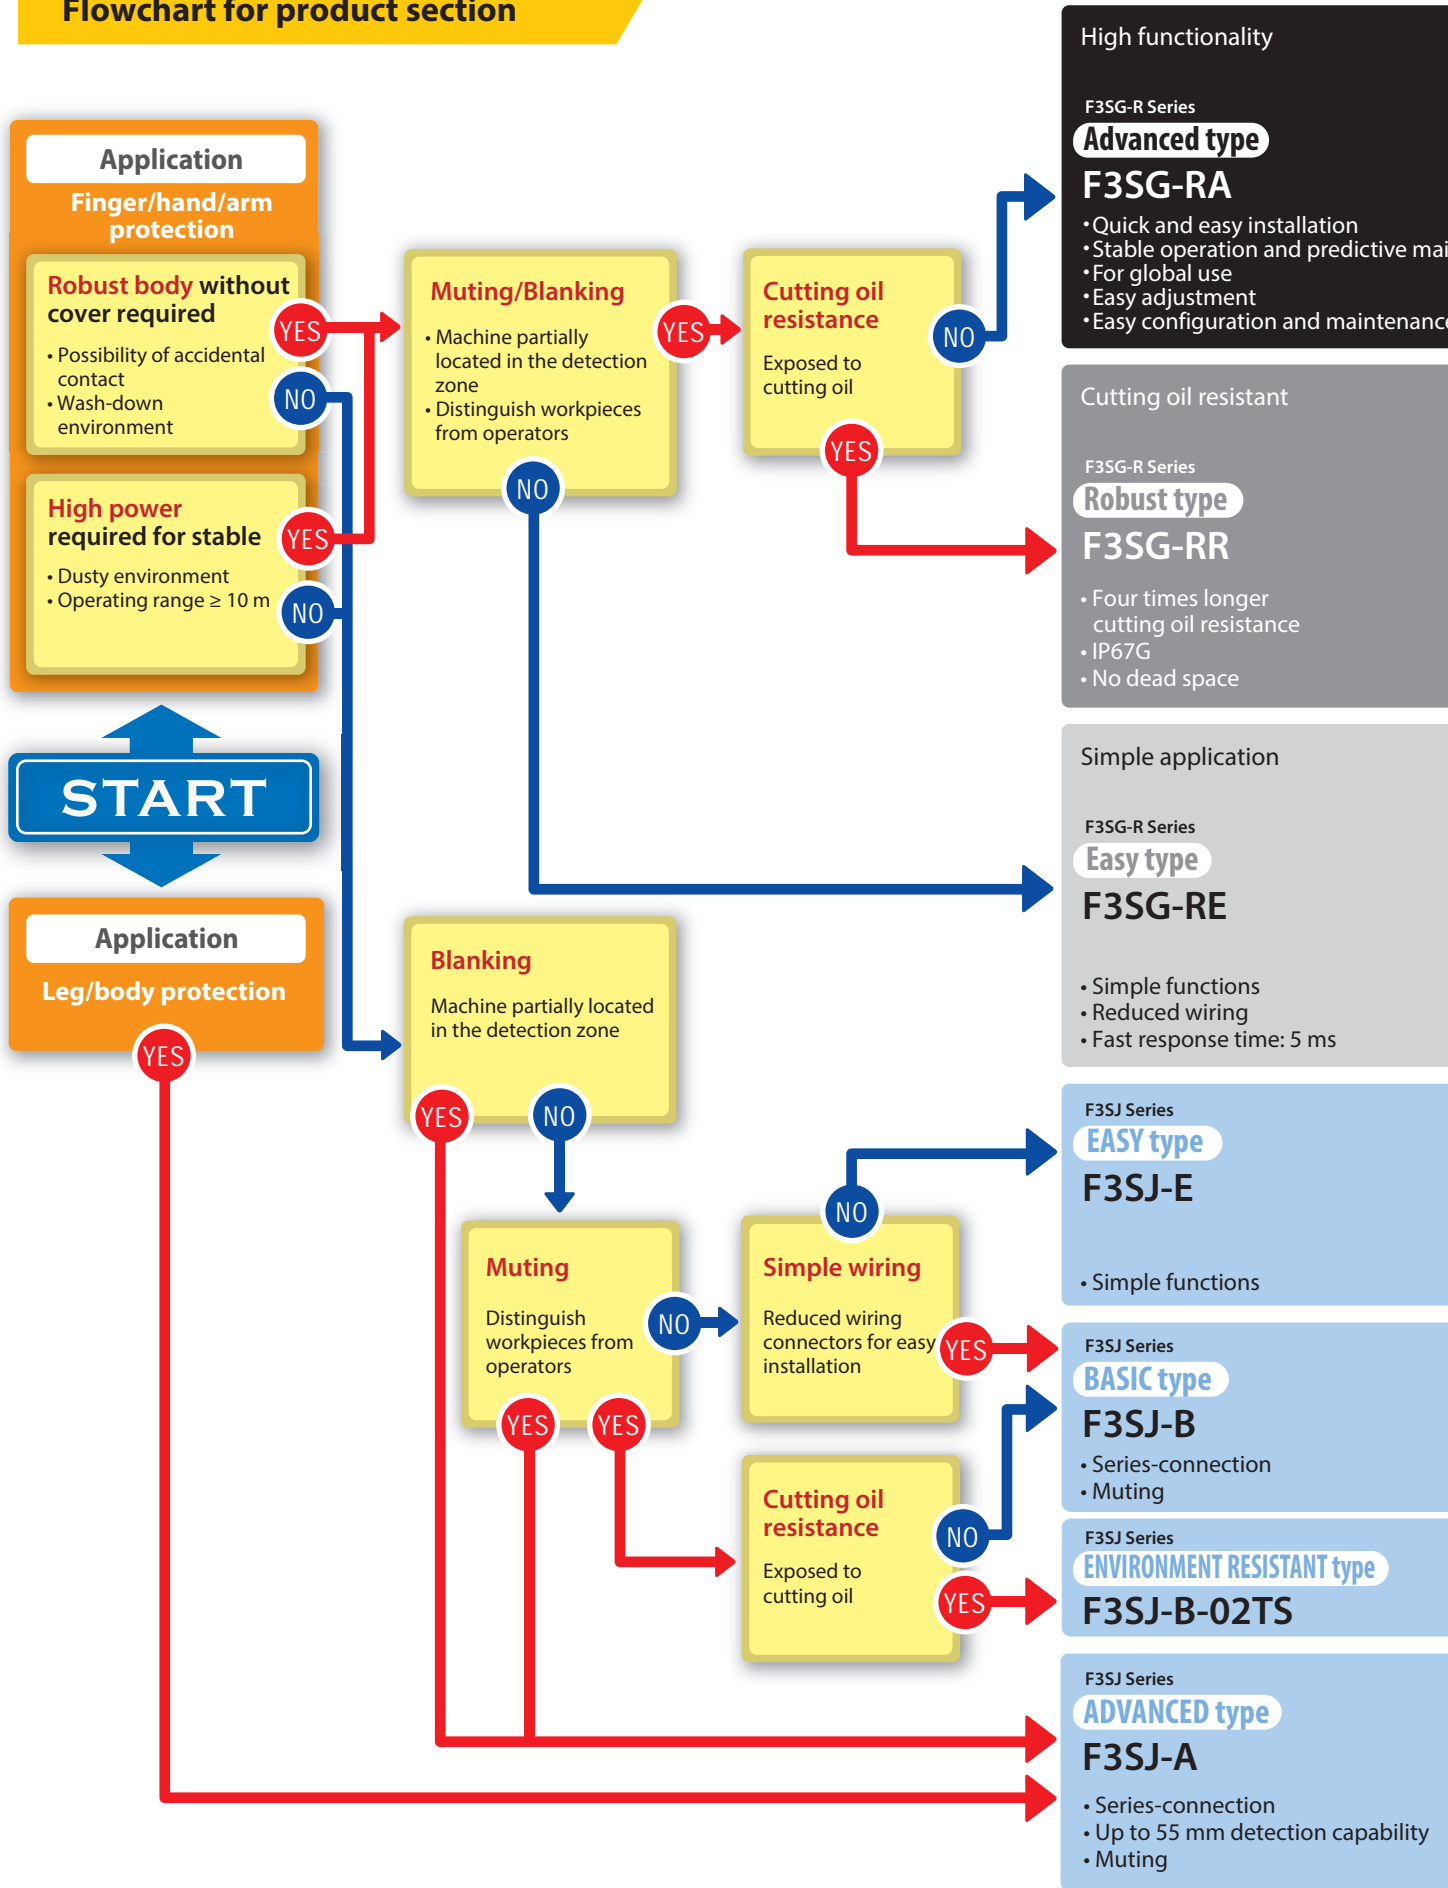 Flowchart for product section
Application
Finger/hand/arm
protection
Robust body without
cover required
• Possibility of accidental
contact
• Wash-down
environment
YES
NO
High power
required for stable
• Dusty environment
• Operating range ≥ 10 m
YES
NO
START
Application
Leg/body protection
YES
Muting/Blanking
• Machine partially
located in the detection
zone
• Distinguish workpieces
from operators
YES
NO
Cutting oil
resistance
Exposed to
cutting oil
NO
YES
Blanking
Machine partially located
in the detection zone
YES
NO
Muting
Distinguish
workpieces from
operators
NO
YES
YES
Simple wiring
Reduced wiring
connectors for easy
installation
NO
YES
Cutting oil
resistance
Exposed to
cutting oil
NO
YES
High functionality
F3SG-R Series
Advanced type
F3SG-RA
• Quick and easy installation
• Stable operation and predictive mai
• For global use
• Easy adjustment
• Easy configuration and maintenance
Cutting oil resistant
F3SG-R Series
Robust type
F3SG-RR
• Four times longer
cutting oil resistance
• IP67G
• No dead space
Simple application
F3SG-R Series
Easy type
F3SG-RE
• Simple functions
• Reduced wiring
• Fast response time: 5 ms
F3SJ Series
EASY type
F3SJ-E
• Simple functions
F3SJ Series
BASIC type
F3SJ-B
• Series-connection
• Muting
F3SJ Series
ENVIRONMENT RESISTANT type
F3SJ-B-02TS
F3SJ Series
ADVANCED type
F3SJ-A
• Series-connection
• Up to 55 mm detection capability
• Muting